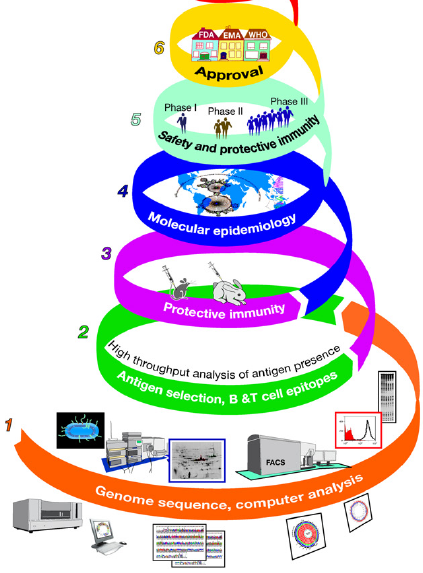 6
FDA EMA WHO
Approval
5
Phase I
Phase II
Phase III
Safety and protective immunity
4
Molecular epidemiology
3
Protective immunity
2
High throughput analysis of antigen presence
Antigen selection, B &T cell epitopes
1
FACS
Genome sequence, computer analysis